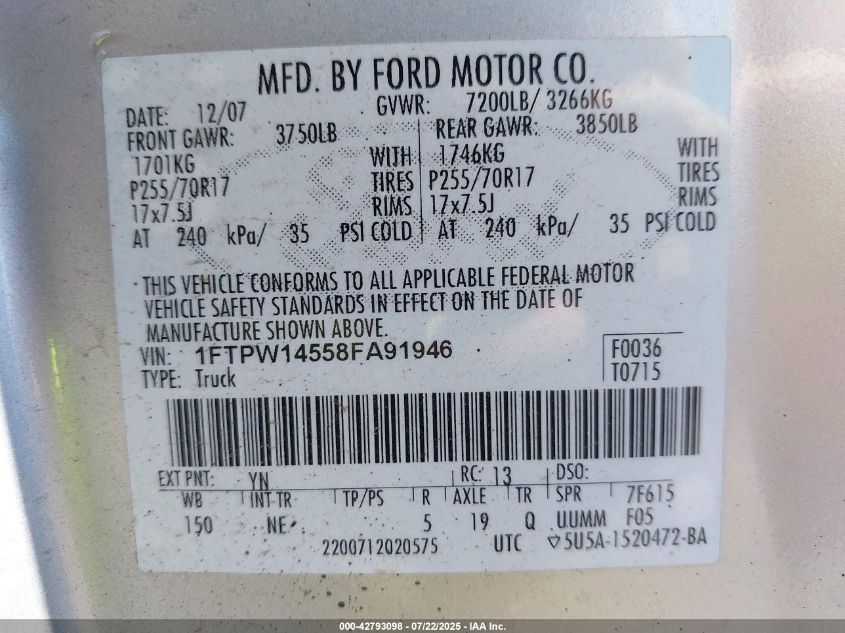 MFD. BY FORD MOTOR CO.
DATE: 12/07 GVWR: 7200LB/ 3266KG
FRONT GAWR: 3750LB REAR GAWR: 3850LB
1701KG WITH 1746KG WITH
P255/70R17 TIRES P255/70R17 TIRES
17x7.5J RIMS 17x7.5J RIMS
AT 240 kPa/ 35 PSI COLD AT 240 kPa/ 35 PSI COLD
THIS VEHICLE CONFORMS TO ALL APPLICABLE FEDERAL MOTOR
VEHICLE SAFETY STANDARDS IN EFFECT ON THE DATE OF
MANUFACTURE SHOWN ABOVE.
VIN: 1FTPW14558FA91946 F0036
TYPE: Truck T0715
EXT PNT: YN RC: 13 DSO:
WB INT TR TP/PS R AXLE TR SPR 7F615
150 NE 5 19 Q UUMM F05
2200712020575 UTC ▽5U5A-1520472-BA
000-42793098 - 07/22/2025 - IAA Inc.